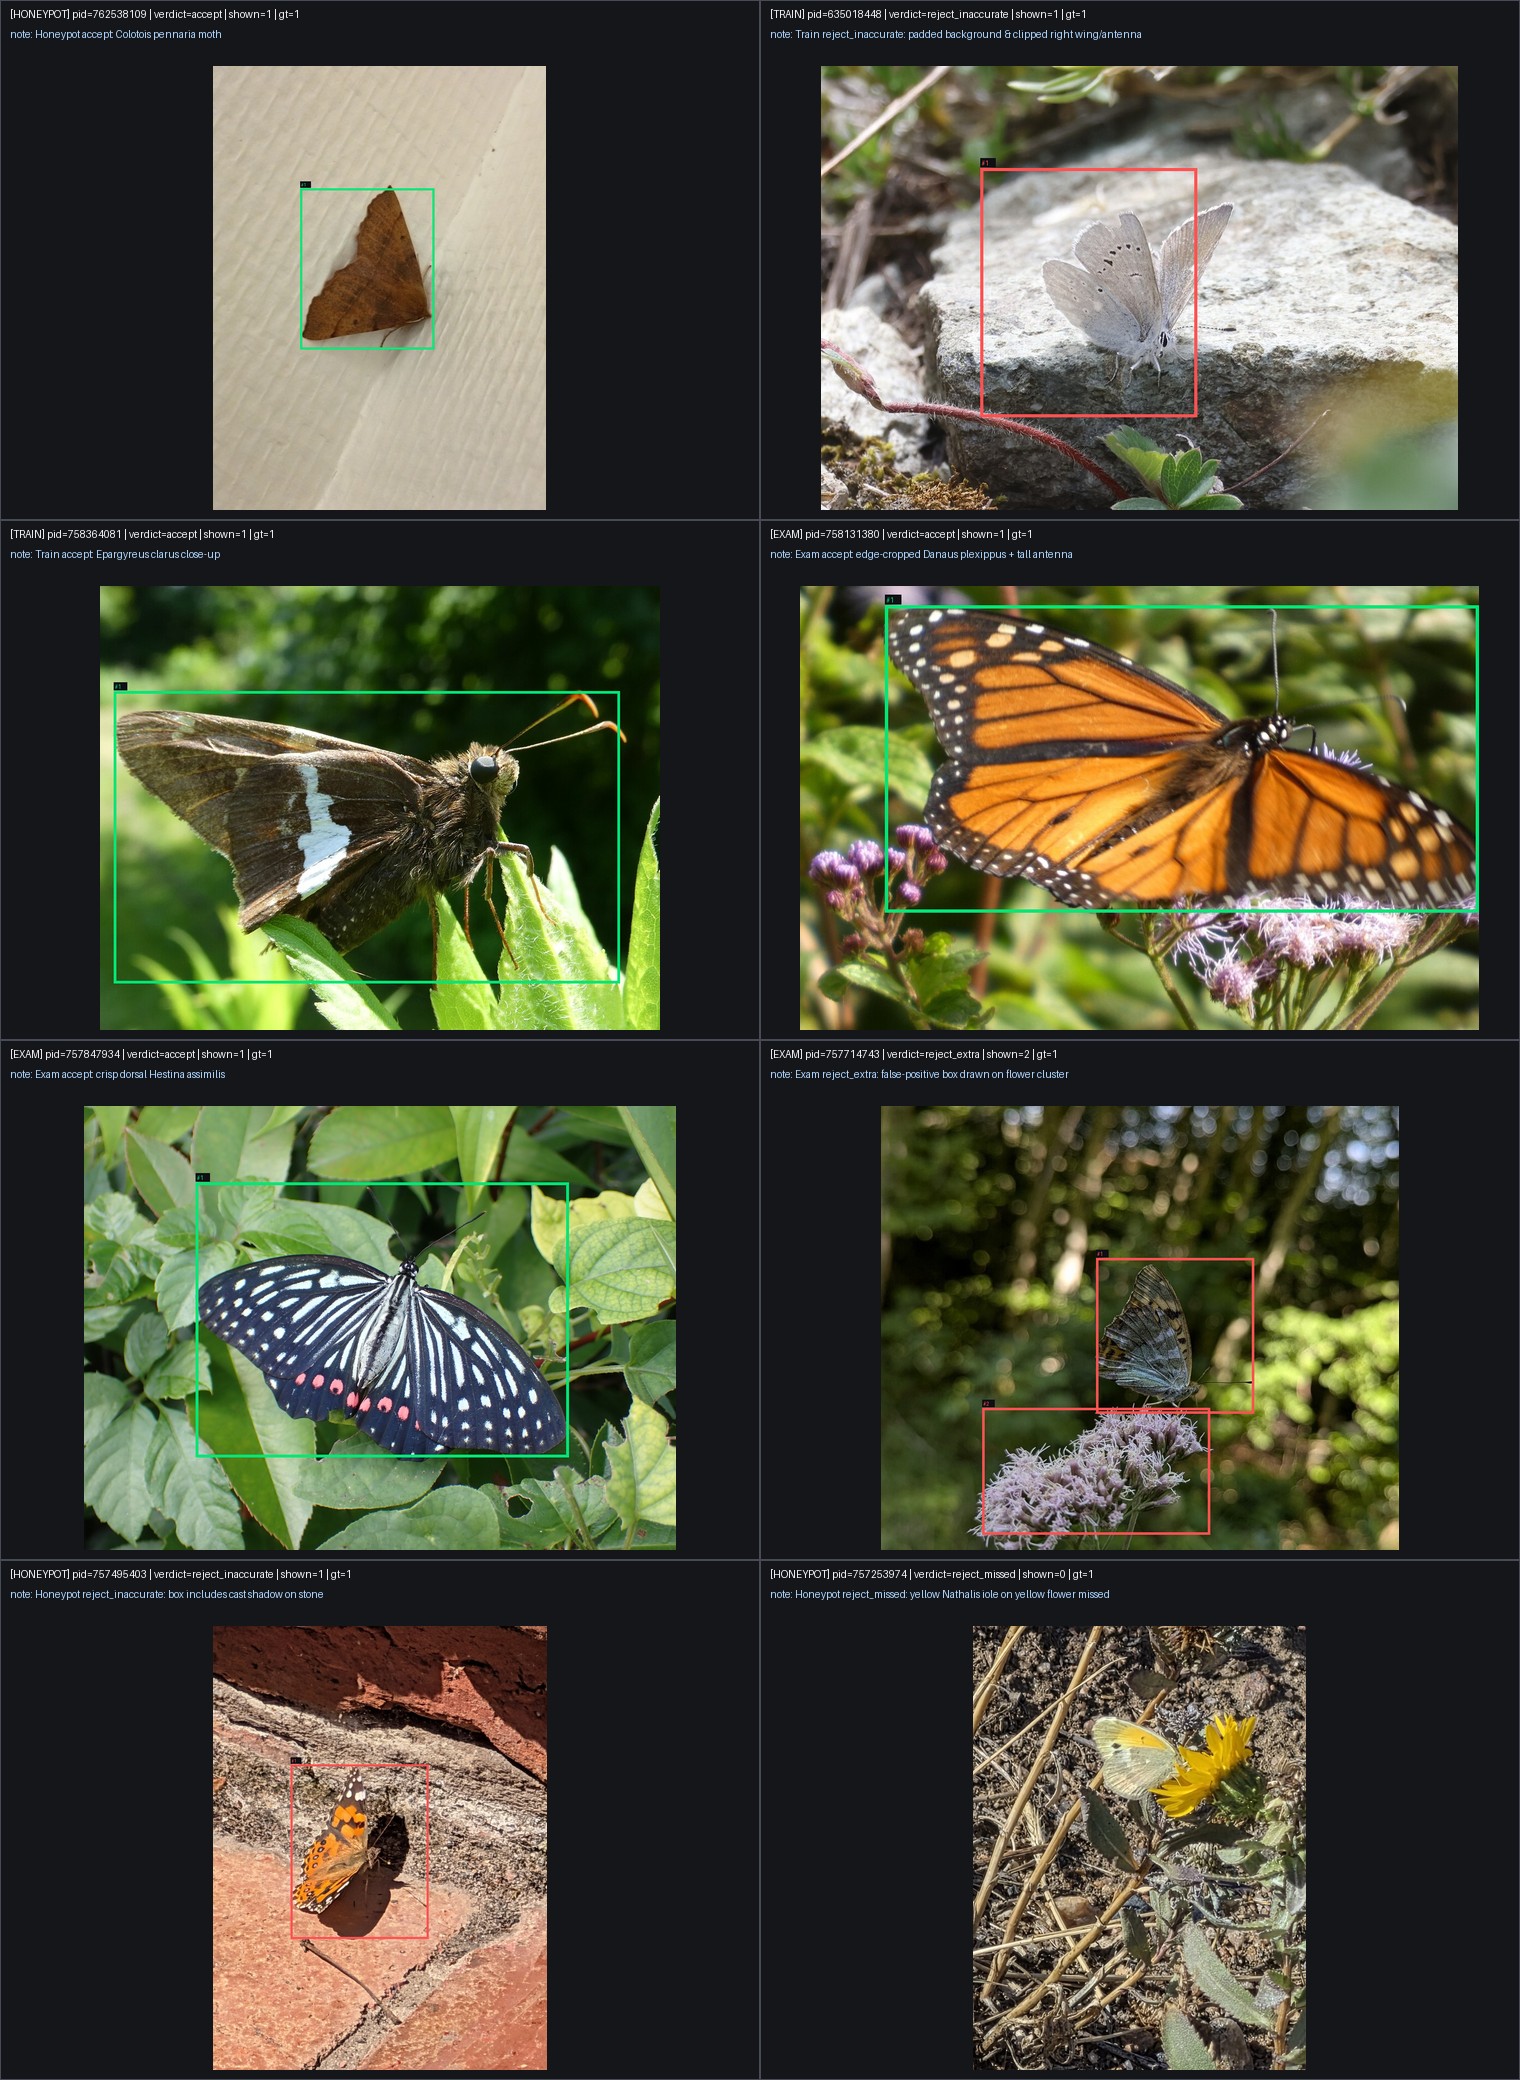 [HONEYPOT] pid=762538109 | verdict=accept | shown=1 | gt=1
note: Honeypot accept: Colotois pennaria moth
#1
[TRAIN] pid=635018448 | verdict=reject_inaccurate | shown=1 | gt=1
note: Train reject_inaccurate: padded background & clipped right wing/antenna
#1
[TRAIN] pid=758364081 | verdict=accept | shown=1 | gt=1
note: Train accept: Epargyreus clarus close-up
#1
[EXAM] pid=758131380 | verdict=accept | shown=1 | gt=1
note: Exam accept: edge-cropped Danaus plexippus + tall antenna
#1
[EXAM] pid=757847934 | verdict=accept | shown=1 | gt=1
note: Exam accept: crisp dorsal Hestina assimilis
#1
[EXAM] pid=757714743 | verdict=reject_extra | shown=2 | gt=1
note: Exam reject_extra: false-positive box drawn on flower cluster
#1
#2
[HONEYPOT] pid=757495403 | verdict=reject_inaccurate | shown=1 | gt=1
note: Honeypot reject_inaccurate: box includes cast shadow on stone
[HONEYPOT] pid=757253974 | verdict=reject_missed | shown=0 | gt=1
note: Honeypot reject_missed: yellow Nathalis iole on yellow flower missed